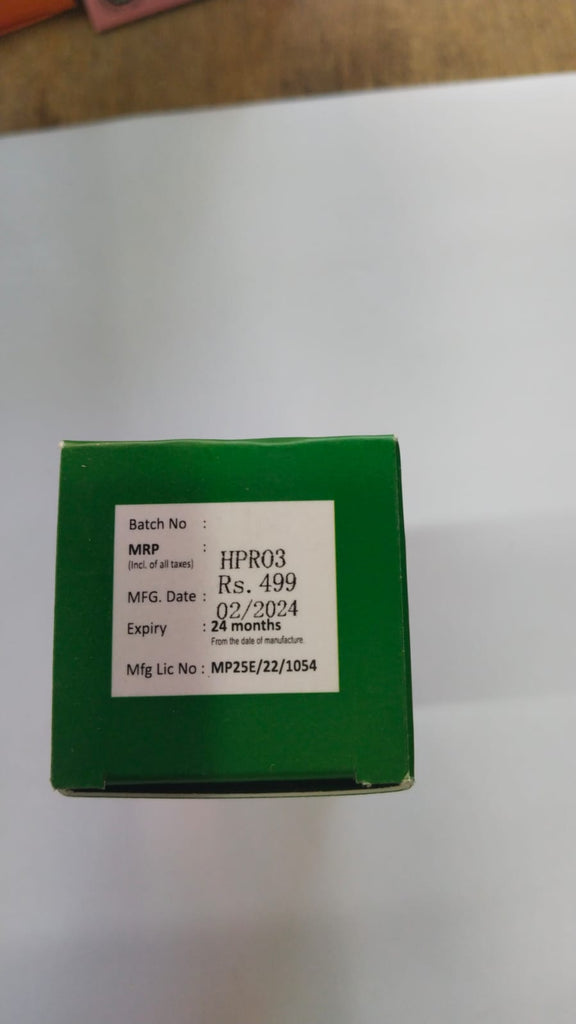 Batch No :
MRP :
(Incl. of all taxes) HPR03
Rs. 499
MFG. Date :
02/2024
Expiry : 24 months
From the date of manufacture.
Mfg Lic No : MP25E/22/1054